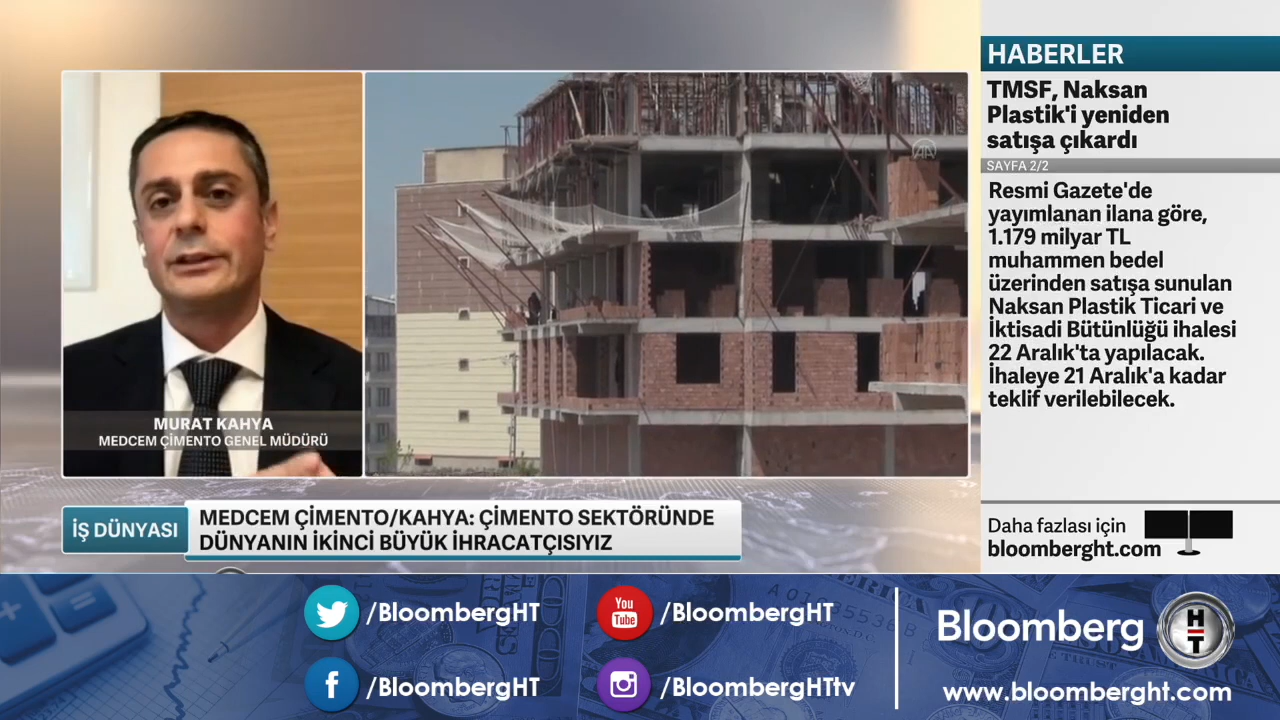 MURAT KAHYA
MEDCEM ÇİMENTO GENEL MÜDÜRÜ
AA
İŞ DÜNYASI
MEDCEM ÇİMENTO/KAHYA: ÇİMENTO SEKTÖRÜNDE
DÜNYANIN İKİNCİ BÜYÜK İHRACATÇISIYIZ
HABERLER
TMSF, Naksan
Plastik'i yeniden
satışa çıkardı
SAYFA 2/2
Resmi Gazete'de
yayımlanan ilana göre,
1.179 milyar TL
muhammen bedel
üzerinden satışa sunulan
Naksan Plastik Ticari ve
İktisadi Bütünlüğü ihalesi
22 Aralık'ta yapılacak.
İhaleye 21 Aralık'a kadar
teklif verilebilecek.
Daha fazlası için
bloomberght.com
/BloombergHT
You
Tube
/BloombergHT
/BloombergHT
/BloombergHTtv
Bloomberg HT
www.bloomberght.com